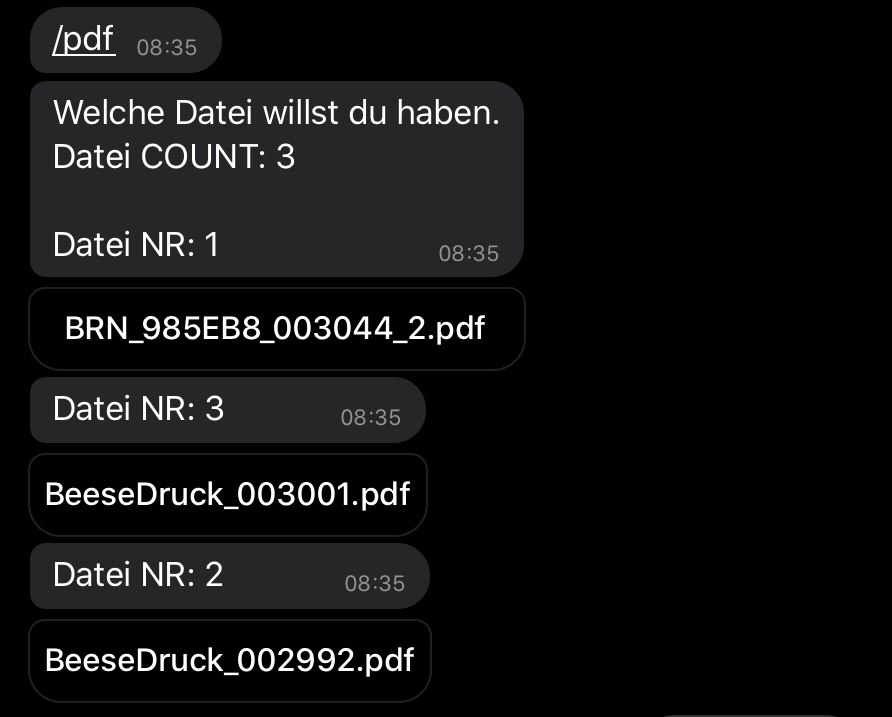 /pdf 08:35
Welche Datei willst du haben.
Datei COUNT: 3
Datei NR: 1 08:35
BRN_985EB8_003044_2.pdf
Datei NR: 3 08:35
BeeseDruck_003001.pdf
Datei NR: 2 08:35
BeeseDruck_002992.pdf